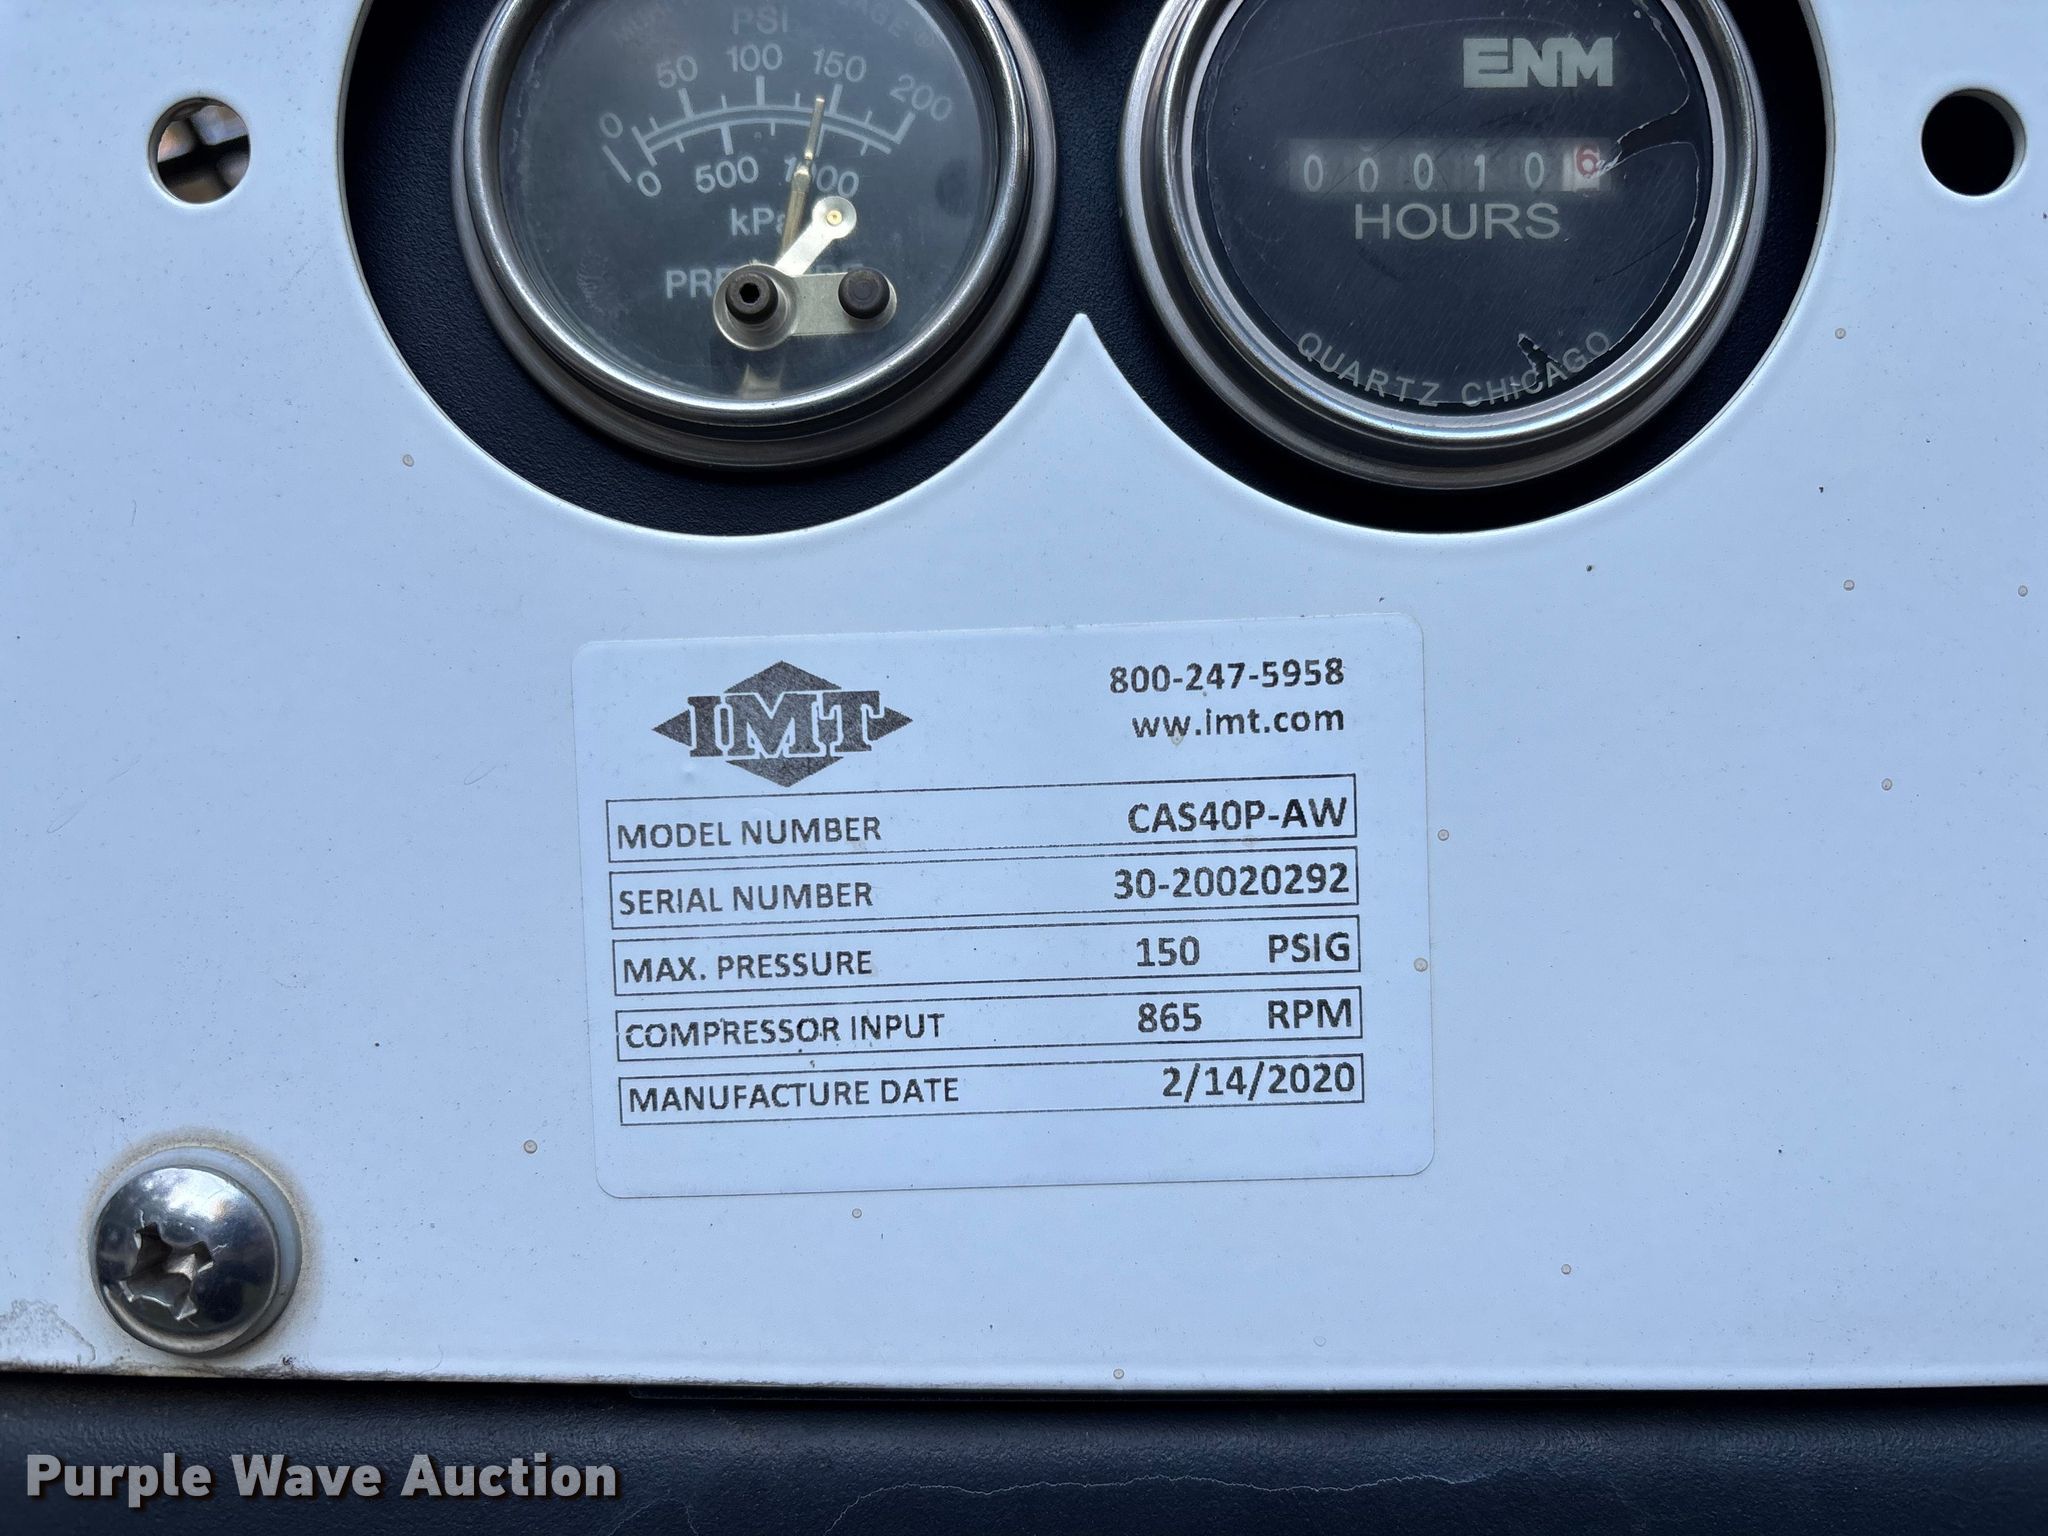 PSI
0 50 100 150 200
0 500 1000
kPa
ENM
000106
HOURS
QUARTZ CHICAGO
IMT
800-247-5958
ww.imt.com
MODEL NUMBER CAS40P-AW
SERIAL NUMBER 30-20020292
MAX. PRESSURE 150 PSIG
COMPRESSOR INPUT 865 RPM
MANUFACTURE DATE 2/14/2020
Purple Wave Auction